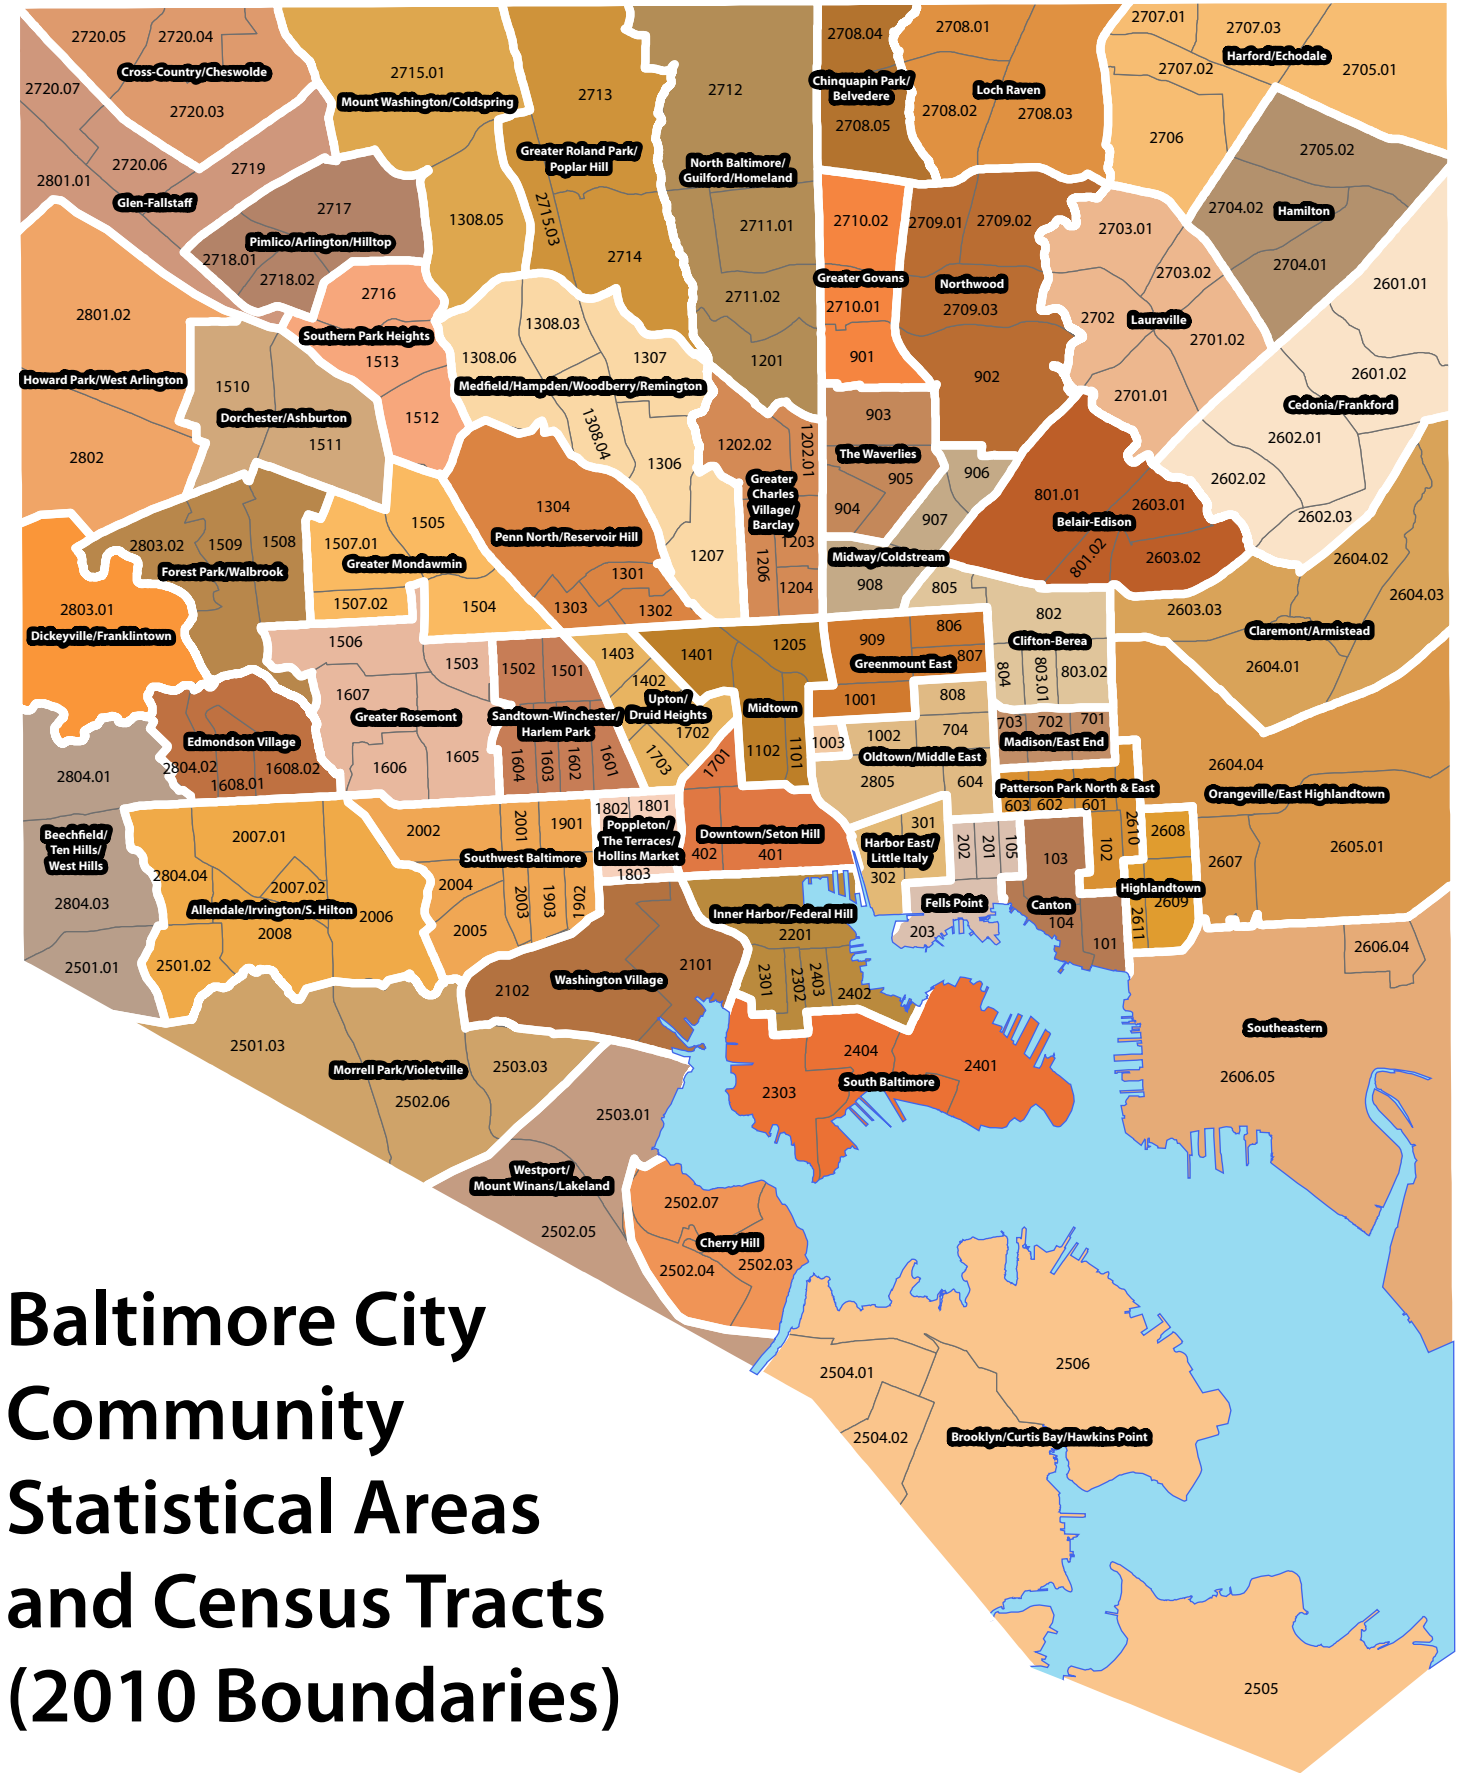 2720.05
2720.04
Cross-Country/Cheswolde
2720.03
2720.07
2720.06
2719
2801.01
Glen-Fallstaff
2715.01
Mount Washington/Coldspring
1308.05
2713
Greater Roland Park/
Poplar Hill
2715.03
2714
2712
North Baltimore/
Guilford/Homeland
2711.01
2711.02
1201
2708.04
Chinquapin Park/
Belvedere
2708.05
2708.01
Loch Raven
2708.02
2708.03
2707.01
2707.03
Harford/Echodale
2707.02
2705.01
2706
2705.02
2704.02
Hamilton
2704.01
2717
Pimlico/Arlington/Hilltop
2718.01
2718.02
2716
Southern Park Heights
1513
1512
2801.02
Howard Park/West Arlington
2802
1510
Dorchester/Ashburton
1511
1308.03
1308.06
1307
Medfield/Hampden/Woodberry/Remington
1308.04
1306
1207
2710.02
Greater Govans
2710.01
901
2709.01
2709.02
Northwood
2709.03
902
2703.01
2703.02
2702
Lauraville
2701.02
2701.01
2601.01
2601.02
Cedonia/Frankford
2602.01
2602.02
2602.03
1202.02
1202.01
Greater
Charles
Village/
Barclay
1203
1206
1204
903
The Waverlies
905
904
906
907
Midway/Coldstream
908
801.01
2603.01
Belair-Edison
801.02
2603.02
2604.02
2604.03
2603.03
Claremont/Armistead
2604.01
2803.02
1509
1508
Forest Park/Walbrook
1505
1507.01
Greater Mondawmin
1507.02
1504
1304
Penn North/Reservoir Hill
1301
1303
1302
2803.01
Dickeyville/Franklintown
1506
1503
1607
Greater Rosemont
1606
1605
1502
1501
Sandtown-Winchester/
Harlem Park
1604
1603
1602
1601
1403
1402
Upton/
Druid Heights
1702
1703
1401
1205
Midtown
1102
1101
909
806
Greenmount East
807
1001
805
802
Clifton-Berea
804
803.01
803.02
808
1003
1002
704
Oldtown/Middle East
2805
604
703
702
701
Madison/East End
Patterson Park North & East
603
602
601
2610
102
2604.04
Orangeville/East Highlandtown
2605.01
2607
2608
Highlandtown
2609
2611
Edmondson Village
2804.02
1608.02
1608.01
2804.01
Beechfield/
Ten Hills/
West Hills
2804.03
2501.01
2007.01
2804.04
2007.02
Allendale/Irvington/S. Hilton
2006
2008
2501.02
2002
2001
1901
Southwest Baltimore
2004
2003
1903
1902
2005
1802
1801
Poppleton/
The Terraces/
Hollins Market
1803
1701
Downtown/Seton Hill
402
401
301
Harbor East/
Little Italy
302
202
201
105
Fells Point
203
103
Canton
104
101
Inner Harbor/Federal Hill
2201
2301
2302
2403
2402
2101
Washington Village
2102
2606.04
Southeastern
2606.05
2404
2401
South Baltimore
2303
2501.03
Morrell Park/Violetville
2503.03
2502.06
2503.01
Westport/
Mount Winans/Lakeland
2502.05
2502.07
Cherry Hill
2502.04
2502.03
2504.01
2506
2504.02
Brooklyn/Curtis Bay/Hawkins Point
2505
Baltimore City
Community
Statistical Areas
and Census Tracts
(2010 Boundaries)